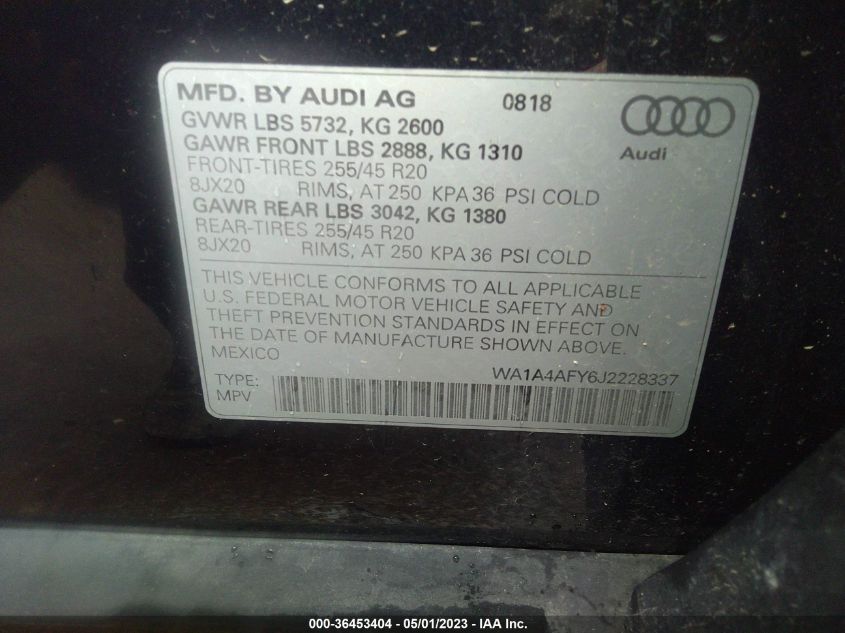 MFD. BY AUDI AG 0818
GVWR LBS 5732, KG 2600
GAWR FRONT LBS 2888, KG 1310
FRONT-TIRES 255/45 R20
8JX20 RIMS, AT 250 KPA 36 PSI COLD
GAWR REAR LBS 3042, KG 1380
REAR-TIRES 255/45 R20
8JX20 RIMS, AT 250 KPA 36 PSI COLD
Audi
THIS VEHICLE CONFORMS TO ALL APPLICABLE
U.S. FEDERAL MOTOR VEHICLE SAFETY AND
THEFT PREVENTION STANDARDS IN EFFECT ON
THE DATE OF MANUFACTURE SHOWN ABOVE.
MEXICO
WA1A4AFY6J2228337
TYPE:
MPV
000-36453404 - 05/01/2023 - IAA Inc.